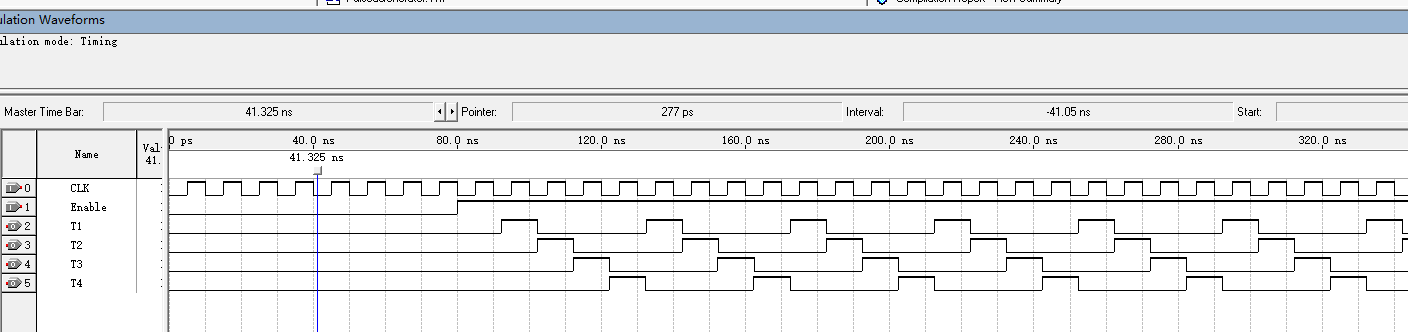 ulation Waveforms
ulation mode: Timing
Master Time Bar: 41.325 ns Pointer: 277 ps Interval: -41.05 ns Start:
Name Val 41.
0 ps 40.0 ns 80.0 ns 120.0 ns 160.0 ns 200.0 ns 240.0 ns 280.0 ns 320.0 ns
41.325 ns
0 CLK
1 Enable
2 T1
3 T2
4 T3
5 T4